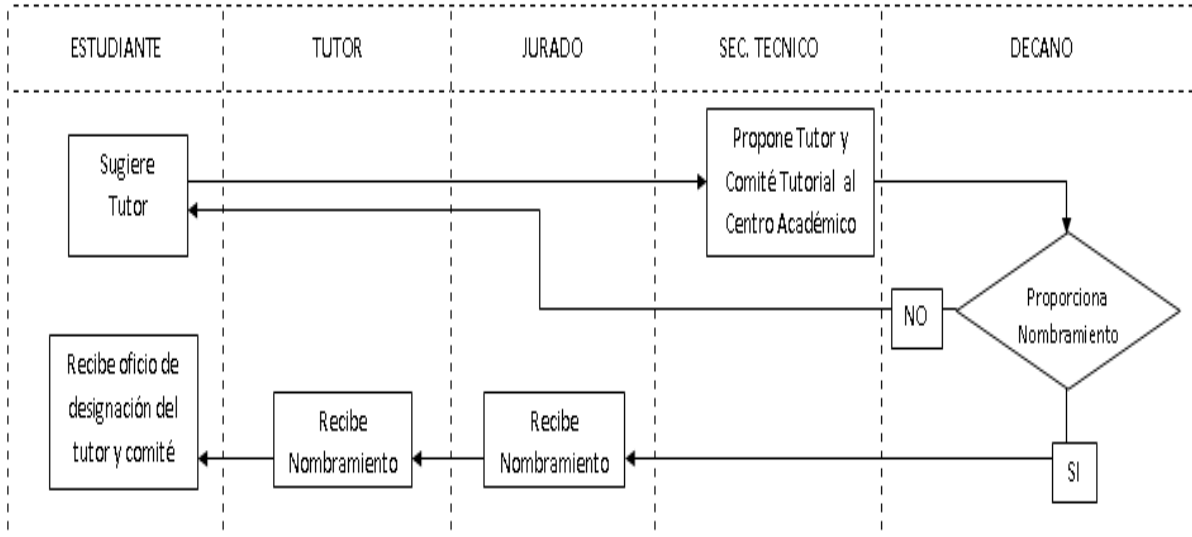 ESTUDIANTE
TUTOR
JURADO
SEC. TECNICO
DECANO
Sugiere
Tutor
Propone Tutor y
Comité Tutorial al
Centro Académico
Proporciona
Nombramiento
NO
Recibe oficio de
designación del
tutor y comité
Recibe
Nombramiento
Recibe
Nombramiento
SI